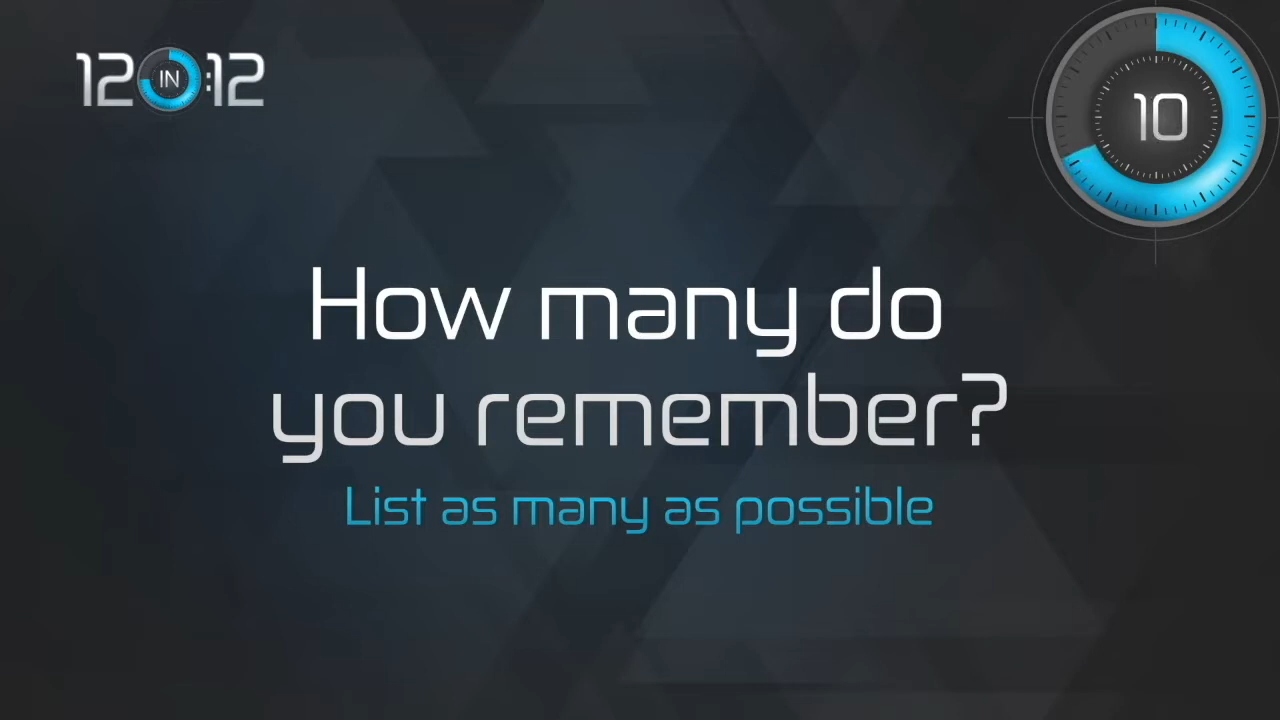 12 IN :12
10
How many do
you remember?
List as many as possible